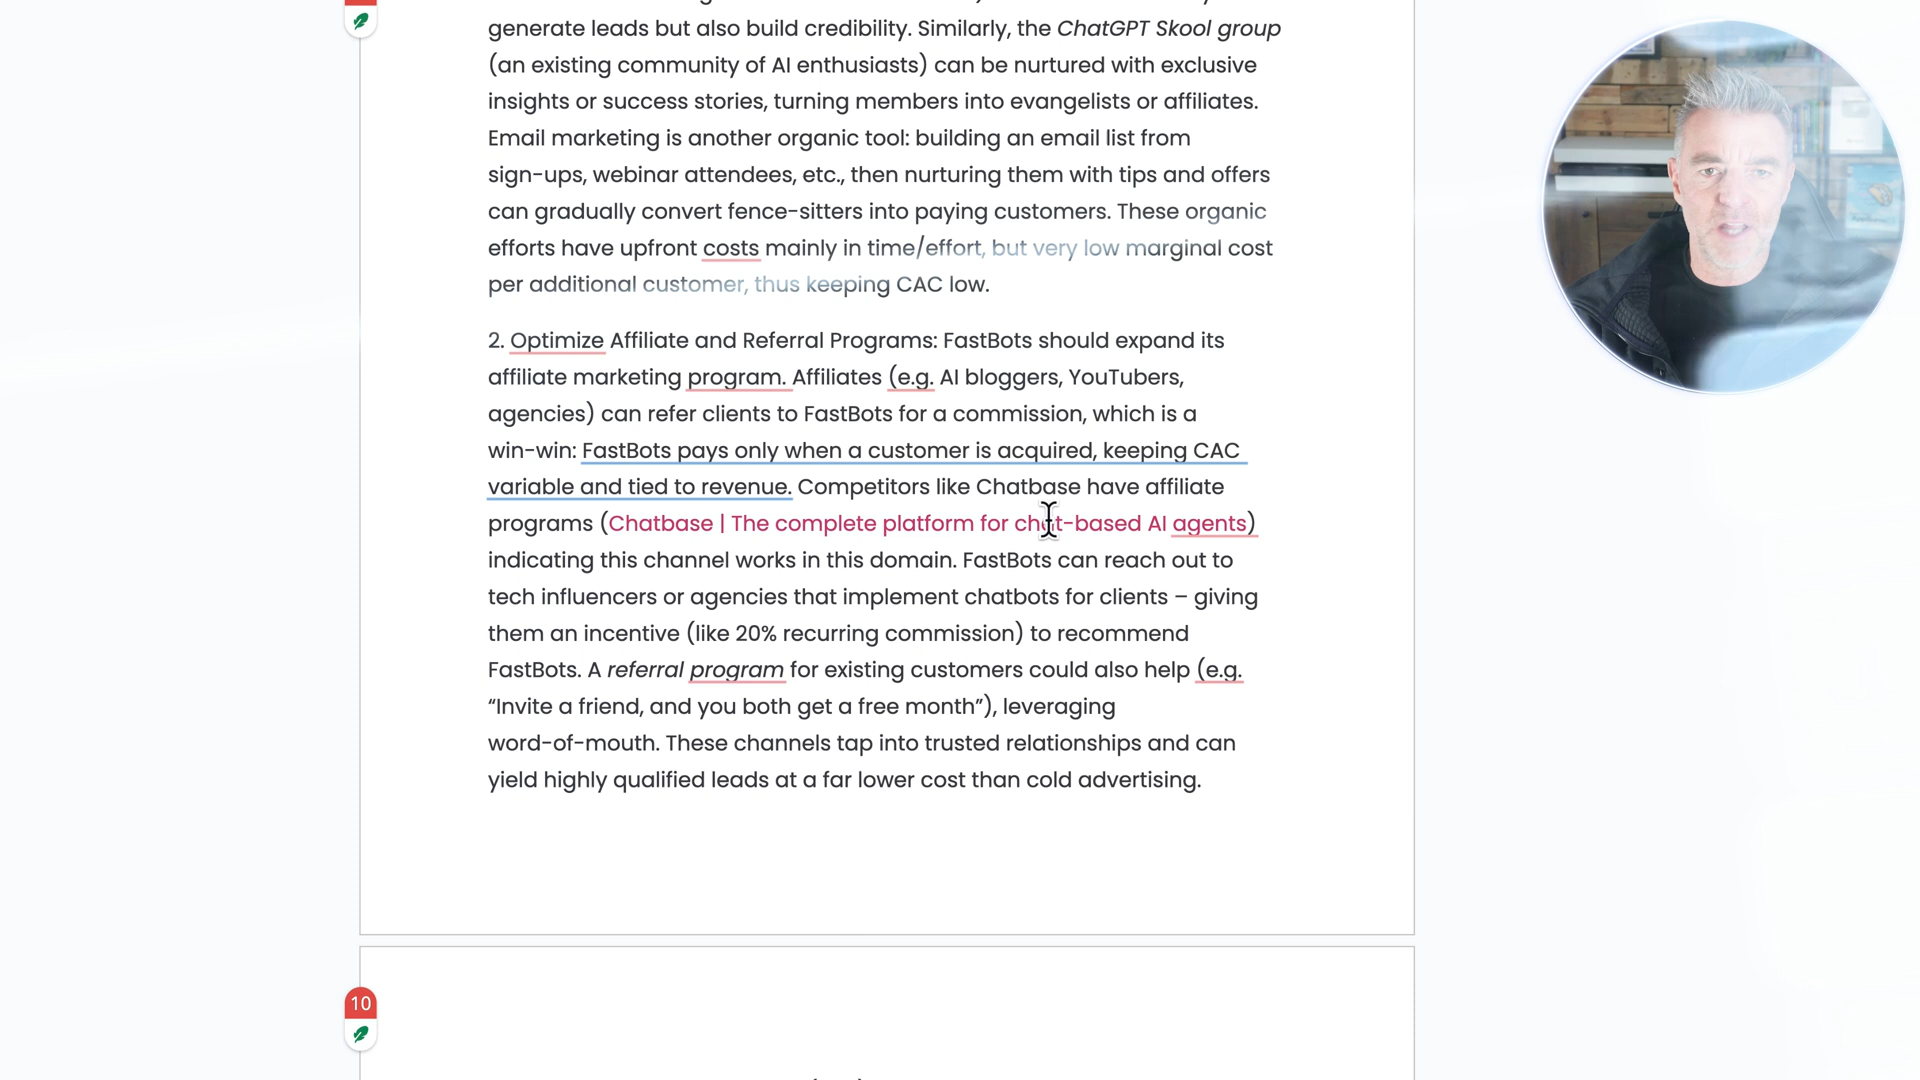 generate leads but also build credibility. Similarly, the ChatGPT Skool group
(an existing community of AI enthusiasts) can be nurtured with exclusive
insights or success stories, turning members into evangelists or affiliates.
Email marketing is another organic tool: building an email list from
sign-ups, webinar attendees, etc., then nurturing them with tips and offers
can gradually convert fence-sitters into paying customers. These organic
efforts have upfront costs mainly in time/effort, but very low marginal cost
per additional customer, thus keeping CAC low.
2. Optimize Affiliate and Referral Programs: FastBots should expand its
affiliate marketing program. Affiliates (e.g. AI bloggers, YouTubers,
agencies) can refer clients to FastBots for a commission, which is a
win-win: FastBots pays only when a customer is acquired, keeping CAC
variable and tied to revenue. Competitors like Chatbase have affiliate
programs (Chatbase | The complete platform for chat-based AI agents)
indicating this channel works in this domain. FastBots can reach out to
tech influencers or agencies that implement chatbots for clients – giving
them an incentive (like 20% recurring commission) to recommend
FastBots. A referral program for existing customers could also help (e.g.
“Invite a friend, and you both get a free month”), leveraging
word-of-mouth. These channels tap into trusted relationships and can
yield highly qualified leads at a far lower cost than cold advertising.
10